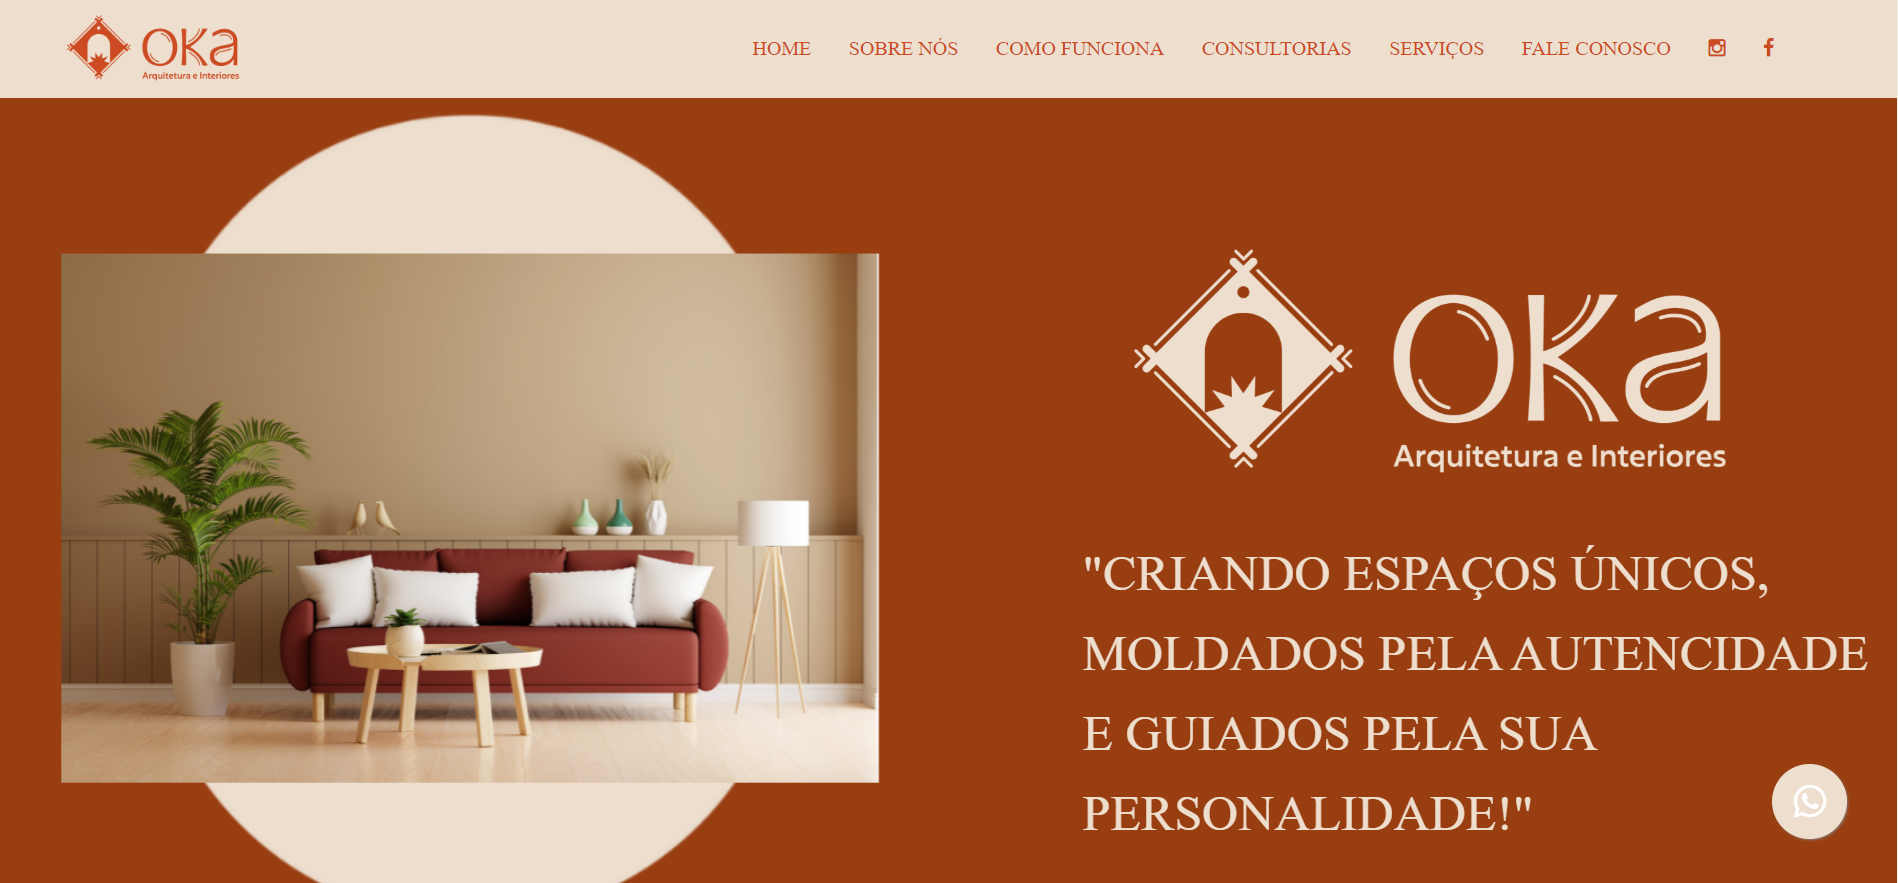 OKa
Arquitetura e Interiores
HOME SOBRE NÓS COMO FUNCIONA CONSULTORIAS SERVIÇOS FALE CONOSCO
OKa
Arquitetura e Interiores
"CRIANDO ESPAÇOS ÚNICOS,
MOLDADOS PELA AUTENCIDADE
E GUIADOS PELA SUA
PERSONALIDADE!"